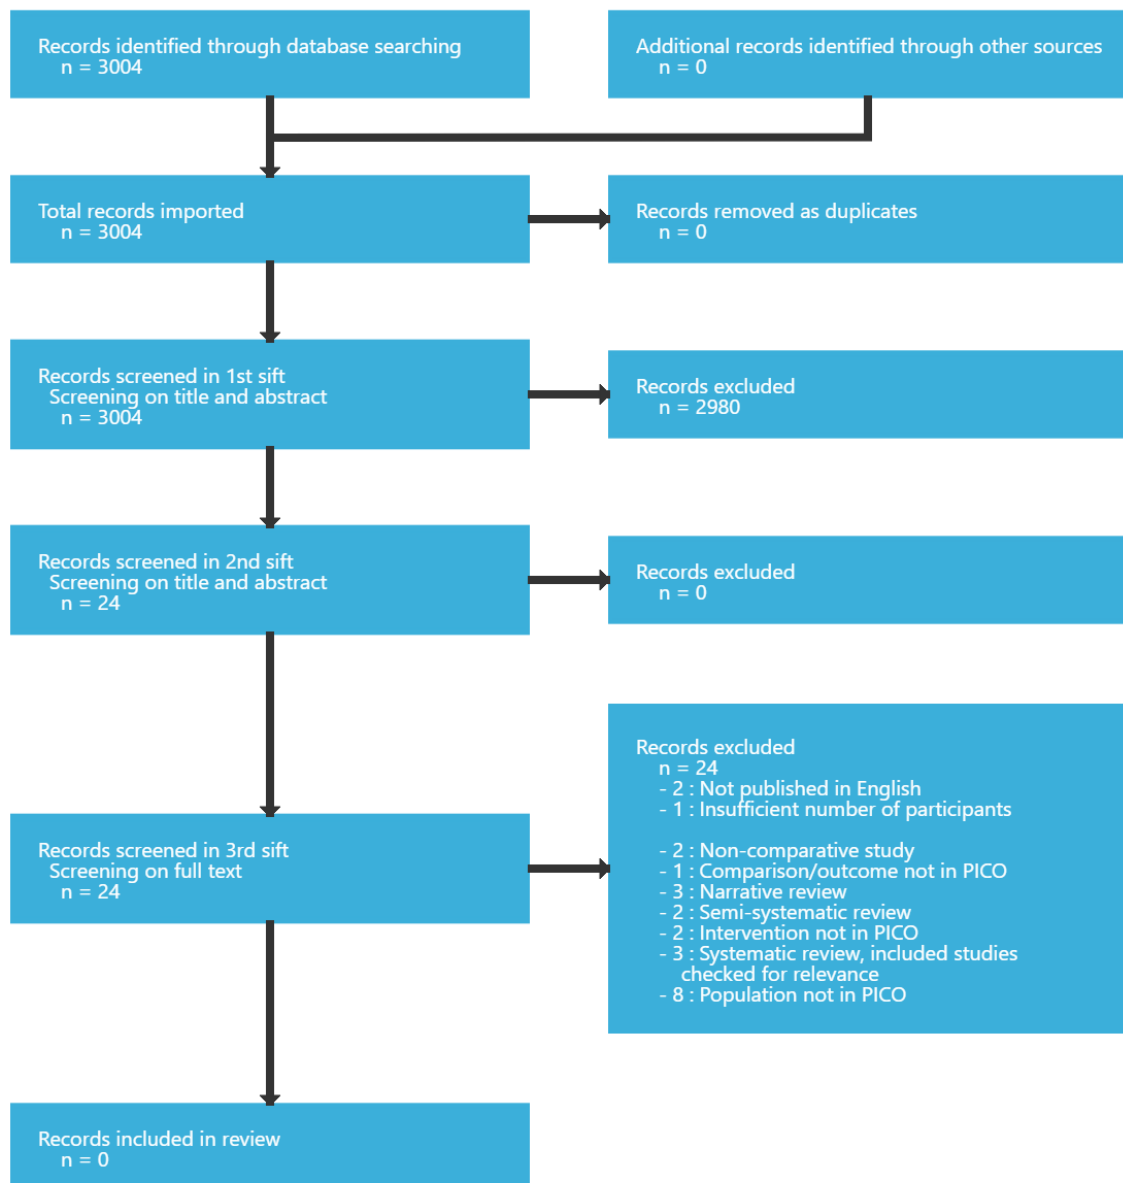 Records identified through database searching
n = 3004
Additional records identified through other sources
n = 0
Total records imported
n = 3004
Records removed as duplicates
n = 0
Records screened in 1st sift
Screening on title and abstract
n = 3004
Records excluded
n = 2980
Records screened in 2nd sift
Screening on title and abstract
n = 24
Records excluded
n = 0
Records screened in 3rd sift
Screening on full text
n = 24
Records excluded
n = 24
- 2 : Not published in English
- 1 : Insufficient number of participants
- 2 : Non-comparative study
- 1 : Comparison/outcome not in PICO
- 3 : Narrative review
- 2 : Semi-systematic review
- 2 : Intervention not in PICO
- 3 : Systematic review, included studies
checked for relevance
- 8 : Population not in PICO
Records included in review
n = 0